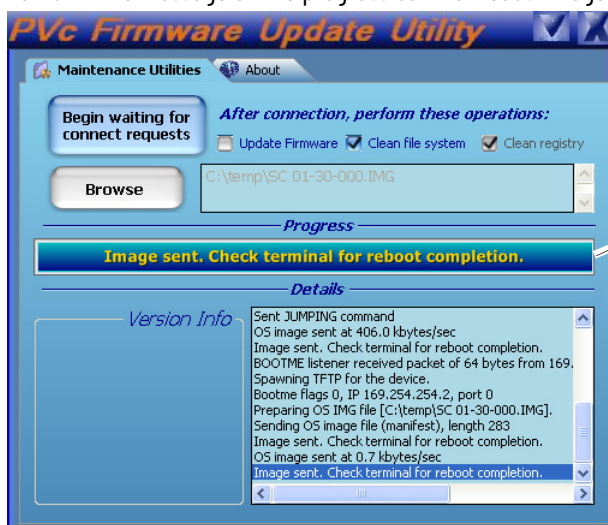 PVc Firmware Update Utility
Maintenance Utilities
About
Begin waiting for
connect requests
After connection, perform these operations:
Update Firmware
Clean file system
Clean registry
Browse
C:\temp\SC 01-30-000.IMG
Progress
Image sent. Check terminal for reboot completion.
Details
Version Info
Sent JUMPING command
OS image sent at 406.0 kbytes/sec
Image sent. Check terminal for reboot completion.
BOOTME listener received packet of 64 bytes from 169.
Spawning TFTP for the device.
Bootme flags 0, IP 169.254.254.2, port 0
Preparing OS IMG file [C:\temp\SC 01-30-000.IMG].
Sending OS image file (manifest), length 283
Image sent. Check terminal for reboot completion.
OS image sent at 0.7 kbytes/sec
Image sent. Check terminal for reboot completion.